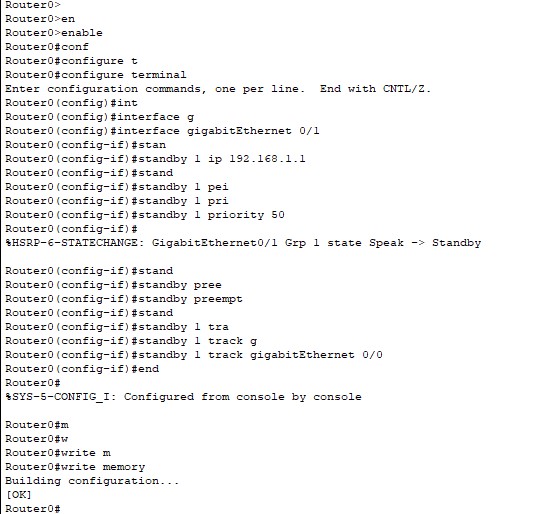 Router0>
Router0>en
Router0>enable
Router0#conf
Router0#configure t
Router0#configure terminal
Enter configuration commands, one per line.  End with CNTL/Z.
Router0(config)#int
Router0(config)#interface g
Router0(config)#interface gigabitEthernet 0/1
Router0(config-if)#stan
Router0(config-if)#standby 1 ip 192.168.1.1
Router0(config-if)#stand
Router0(config-if)#standby 1 pei
Router0(config-if)#standby 1 pri
Router0(config-if)#standby 1 priority 50
Router0(config-if)#
%HSRP-6-STATECHANGE: GigabitEthernet0/1 Grp 1 state Speak -> Standby
Router0(config-if)#stand
Router0(config-if)#standby pree
Router0(config-if)#standby preempt
Router0(config-if)#stand
Router0(config-if)#standby 1 tra
Router0(config-if)#standby 1 track g
Router0(config-if)#standby 1 track gigabitEthernet 0/0
Router0(config-if)#end
Router0#
%SYS-5-CONFIG_I: Configured from console by console
Router0#m
Router0#w
Router0#write m
Router0#write memory
Building configuration...
[OK]
Router0#